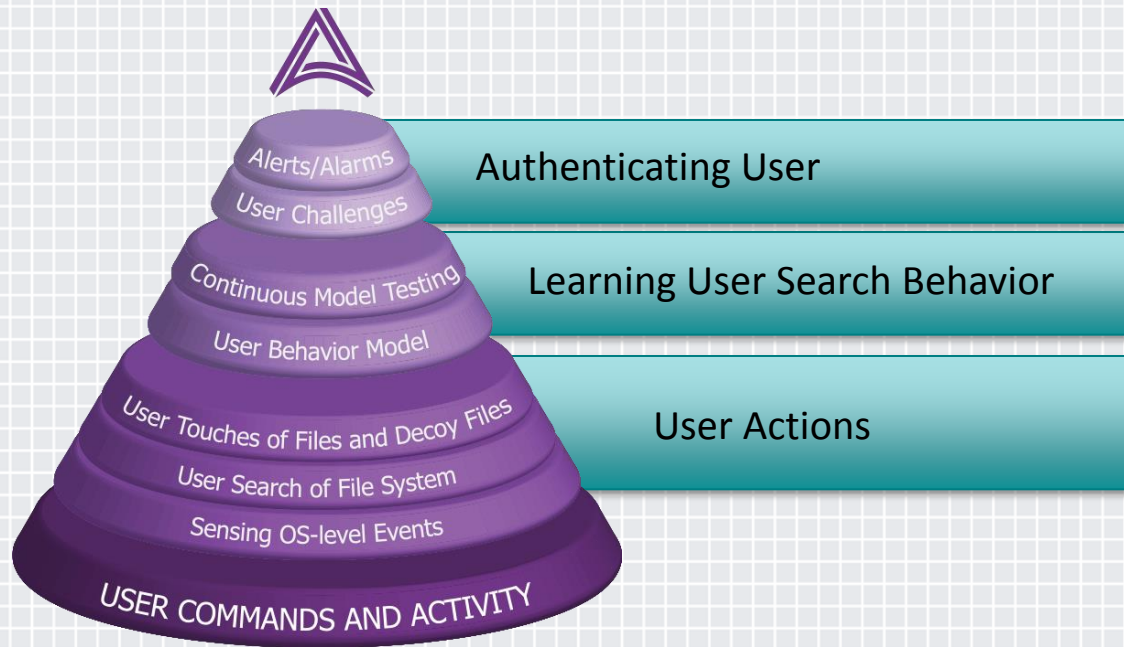 Alerts/Alarms
User Challenges
Authenticating User
Continuous Model Testing
User Behavior Model
Learning User Search Behavior
User Touches of Files and Decoy Files
User Search of File System
Sensing OS-level Events
User Actions
USER COMMANDS AND ACTIVITY